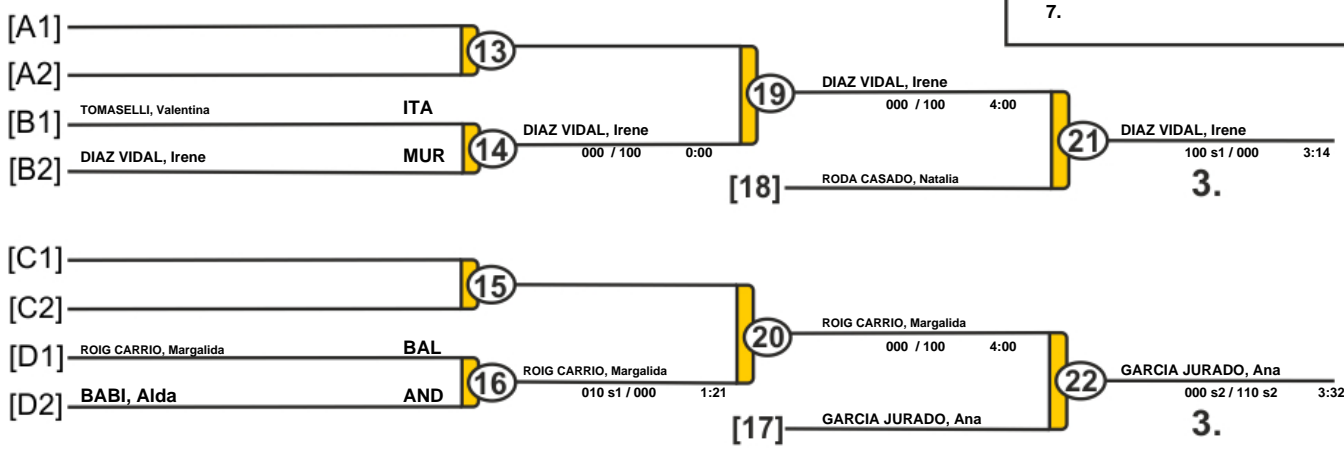 7.
[A1]
13
[A2]
19
DIAZ VIDAL, Irene
000 / 100 4:00
[B1] TOMASELLI, Valentina ITA
14
DIAZ VIDAL, Irene
000 / 100 0:00
[B2] DIAZ VIDAL, Irene MUR
21
DIAZ VIDAL, Irene
100 s1 / 000 3:14
3.
[18] RODA CASADO, Natalia
[C1]
15
[C2]
20
ROIG CARRIO, Margalida
000 / 100 4:00
[D1] ROIG CARRIO, Margalida BAL
16
ROIG CARRIO, Margalida
010 s1 / 000 1:21
[D2] BABI, Alda AND
22
GARCIA JURADO, Ana
000 s2 / 110 s2 3:32
3.
[17] GARCIA JURADO, Ana